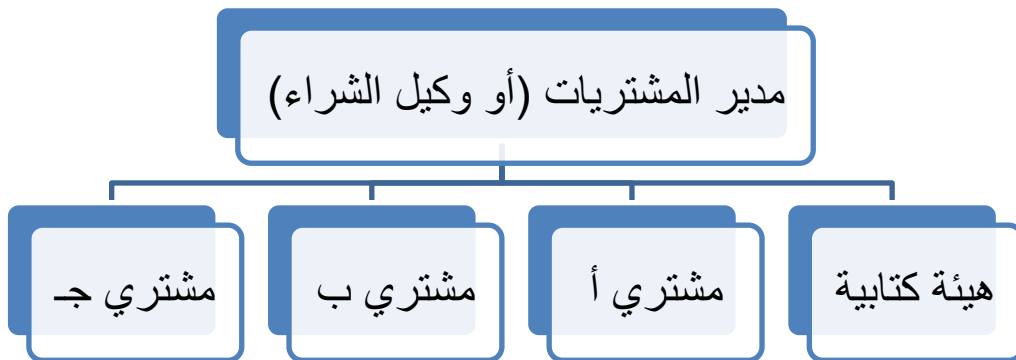 مدير المشتريات (أو وكيل الشراء)
هيئة كتابية
مشتري أ
مشتري ب
مشتري جـ